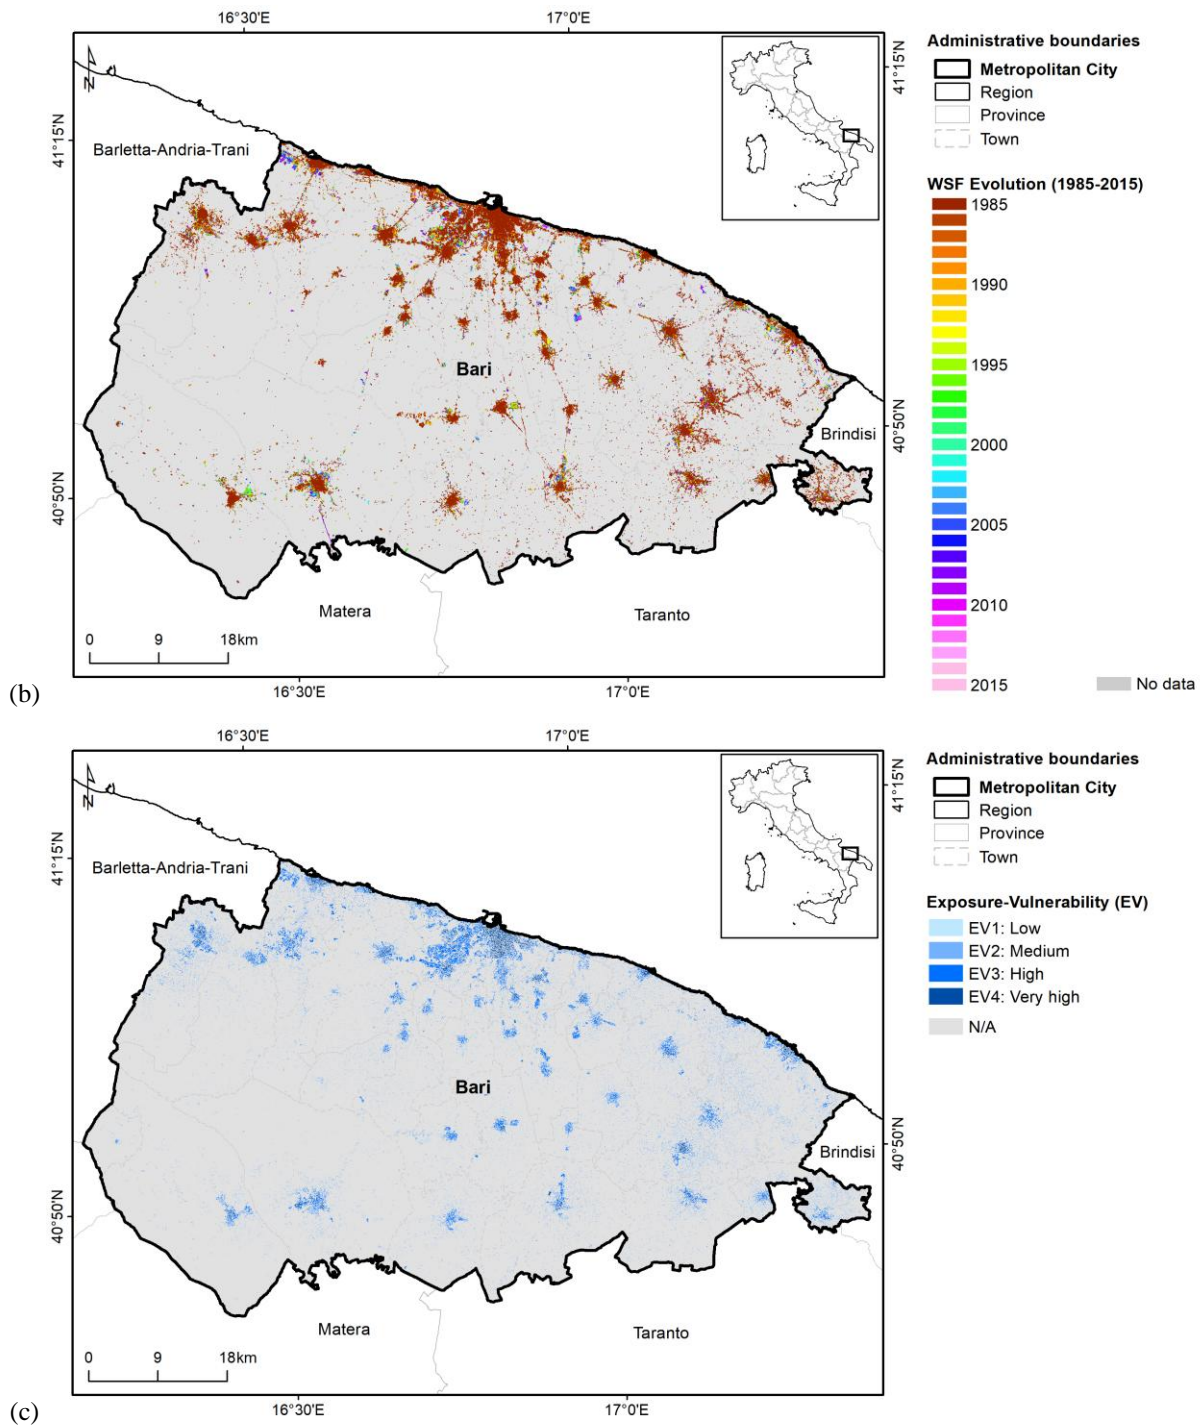 16°30'E 17°0'E
41°15'N
41°15'N
N
Barletta-Andria-Trani
Bari
Brindisi
40°50'N
40°50'N
Matera
Taranto
0 9 18km
16°30'E 17°0'E
Administrative boundaries
Metropolitan City
Region
Province
Town
WSF Evolution (1985-2015)
1985
1990
1995
2000
2005
2010
2015
No data
(b)
16°30'E 17°0'E
41°15'N
41°15'N
N
Barletta-Andria-Trani
Bari
Brindisi
40°50'N
40°50'N
Matera
Taranto
0 9 18km
16°30'E 17°0'E
Administrative boundaries
Metropolitan City
Region
Province
Town
Exposure-Vulnerability (EV)
EV1: Low
EV2: Medium
EV3: High
EV4: Very high
N/A
(c)